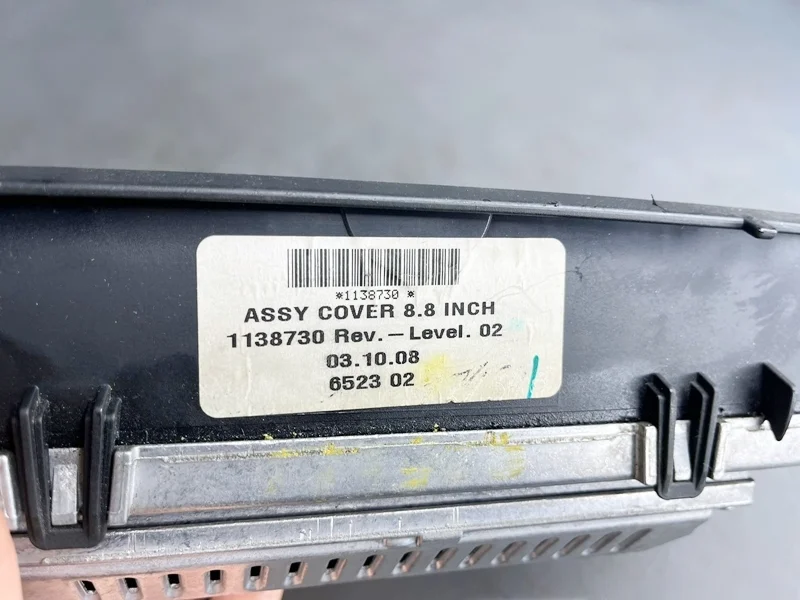 *1138730 *
ASSY COVER 8.8 INCH
1138730 Rev.-Level. 02
03.10.08
6523 02